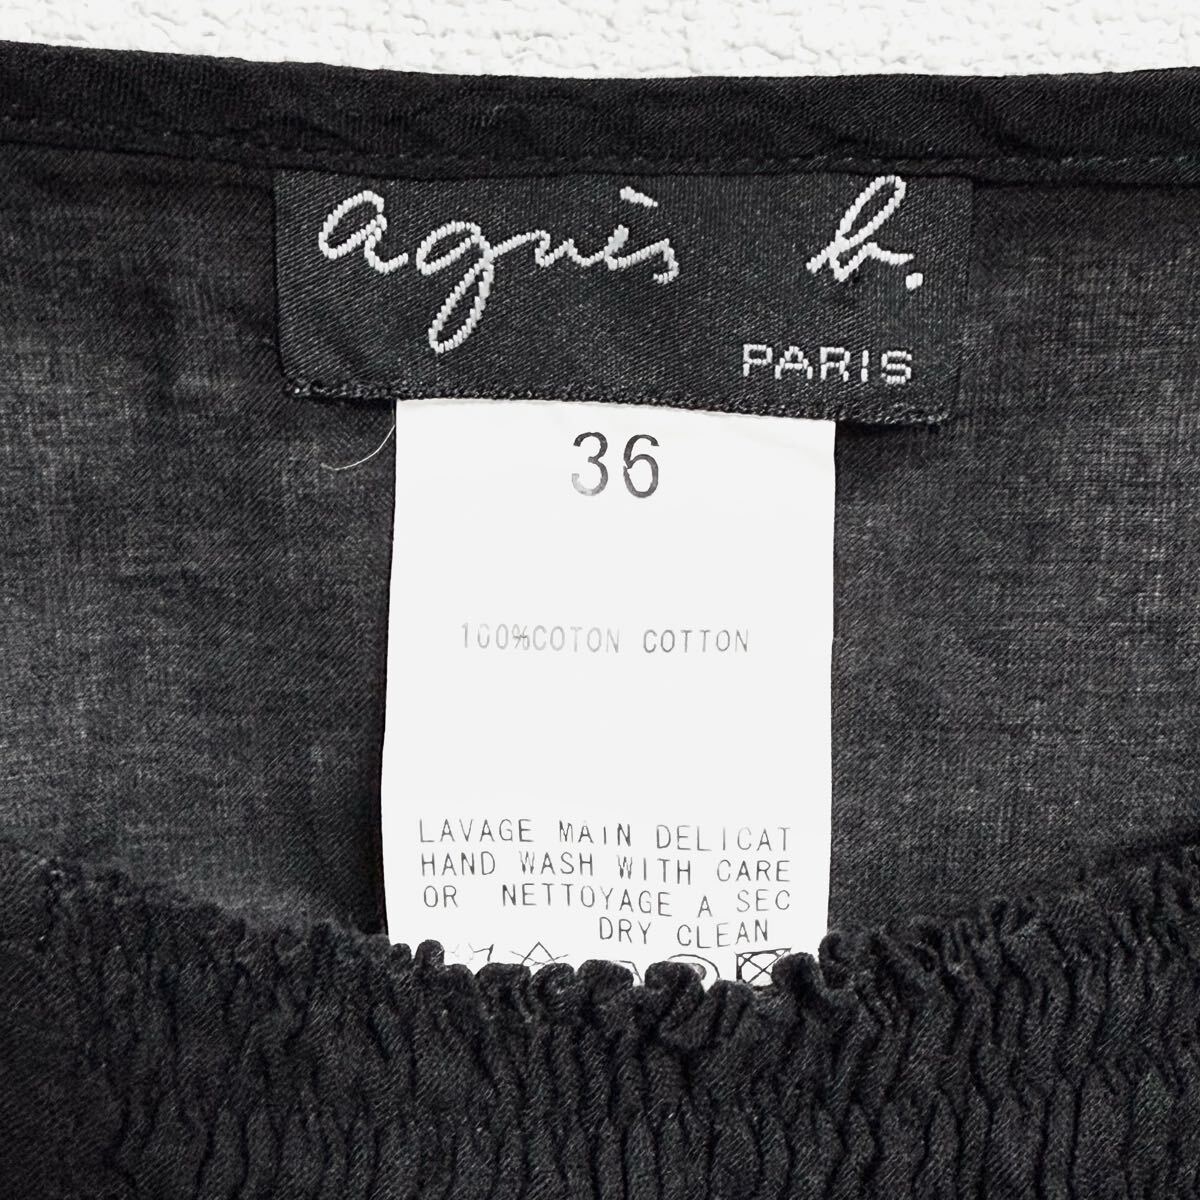 agnès b.
PARIS
36
100%COTON COTTON
LAVAGE MAIN DELICAT
HAND WASH WITH CARE
OR NETTOYAGE A SEC
DRY CLEAN